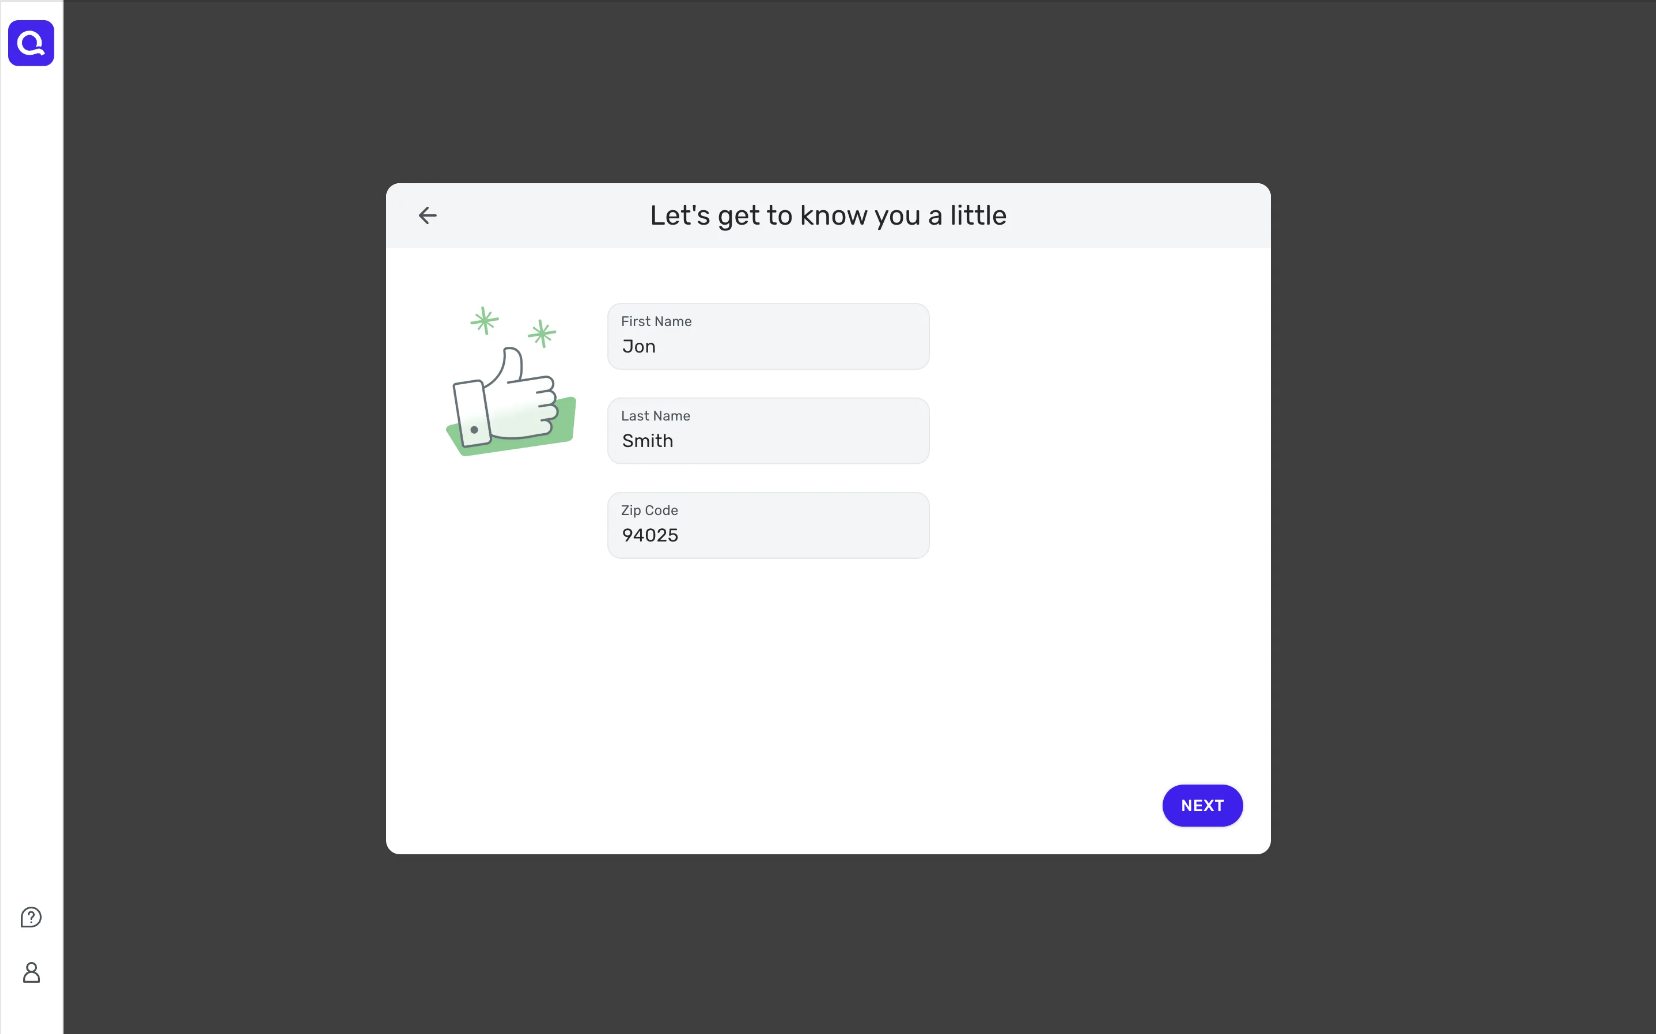 Let's get to know you a little
First Name
Jon
Last Name
Smith
Zip Code
94025
NEXT